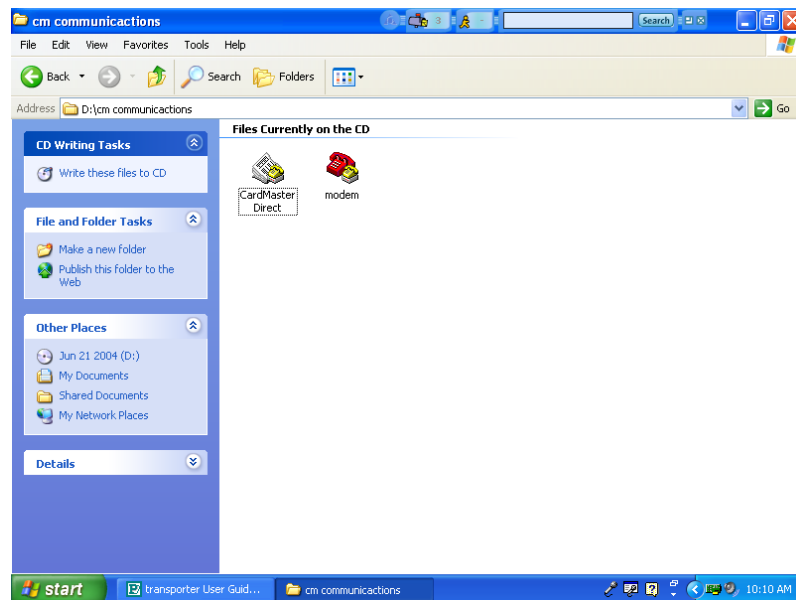 cm communicactions
3
Search
File Edit View Favorites Tools Help
Back Search Folders
Address D:\cm communicactions Go
Files Currently on the CD
CD Writing Tasks
Write these files to CD
CardMaster Direct
modem
File and Folder Tasks
Make a new folder
Publish this folder to the
Web
Other Places
Jun 21 2004 (D:)
My Documents
Shared Documents
My Network Places
Details
start transporter User Guid... cm communicactions 10:10 AM